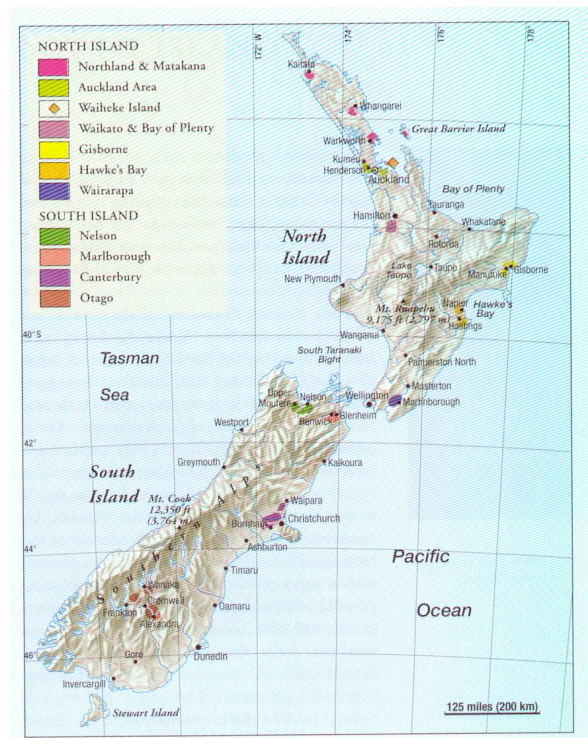 NORTH ISLAND
Northland & Matakana
Auckland Area
Waiheke Island
Waikato & Bay of Plenty
Gisborne
Hawke's Bay
Wairarapa
SOUTH ISLAND
Nelson
Marlborough
Canterbury
Otago
172° W
174°
176°
178°
Kaitaia
Whangarei
Great Barrier Island
Warkworth
Kumeu
Henderson
Auckland
Bay of Plenty
Tauranga
Hamilton
Whakatane
North
Island
Rotorua
Lake
Taupo
Taupo
Gisborne
Manutuke
New Plymouth
Mt. Ruapehu
9,175 ft (2,797 m)
Napier
Hawke's
Bay
Hastings
Wanganui
40° S
South Taranaki
Bight
Palmerston North
Tasman
Sea
Masterton
Upper
Moutere
Nelson
Wellington
Martinborough
Renwick
Blenheim
Westport
42°
Greymouth
Kaikoura
South
Island
Mt. Cook
12,350 ft
(3,764 m)
Southern Alps
Waipara
Christchurch
Burnham
44°
Ashburton
Pacific
Ocean
Timaru
Wanaka
Cromwell
Frankton
Alexandra
Oamaru
46°
Gore
Dunedin
Invercargill
Stewart Island
125 miles (200 km)